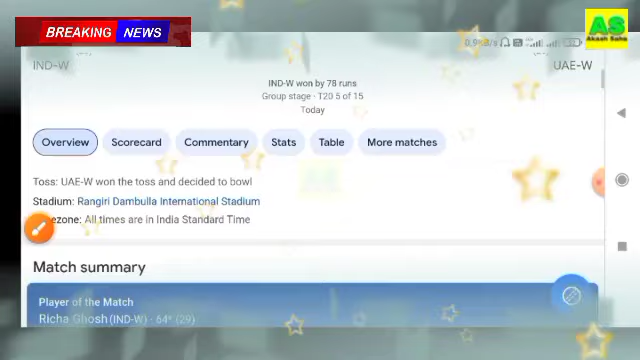 BREAKING NEWS
AS
Akash Saha
IND-W
UAE-W
IND-W won by 78 runs
Group stage · T20 5 of 15
Today
Overview
Scorecard
Commentary
Stats
Table
More matches
Toss: UAE-W won the toss and decided to bowl
Stadium: Rangiri Dambulla International Stadium
ezone: All times are in India Standard Time
Match summary
Player of the Match
Richa Ghosh (IND-W) · 64* (29)